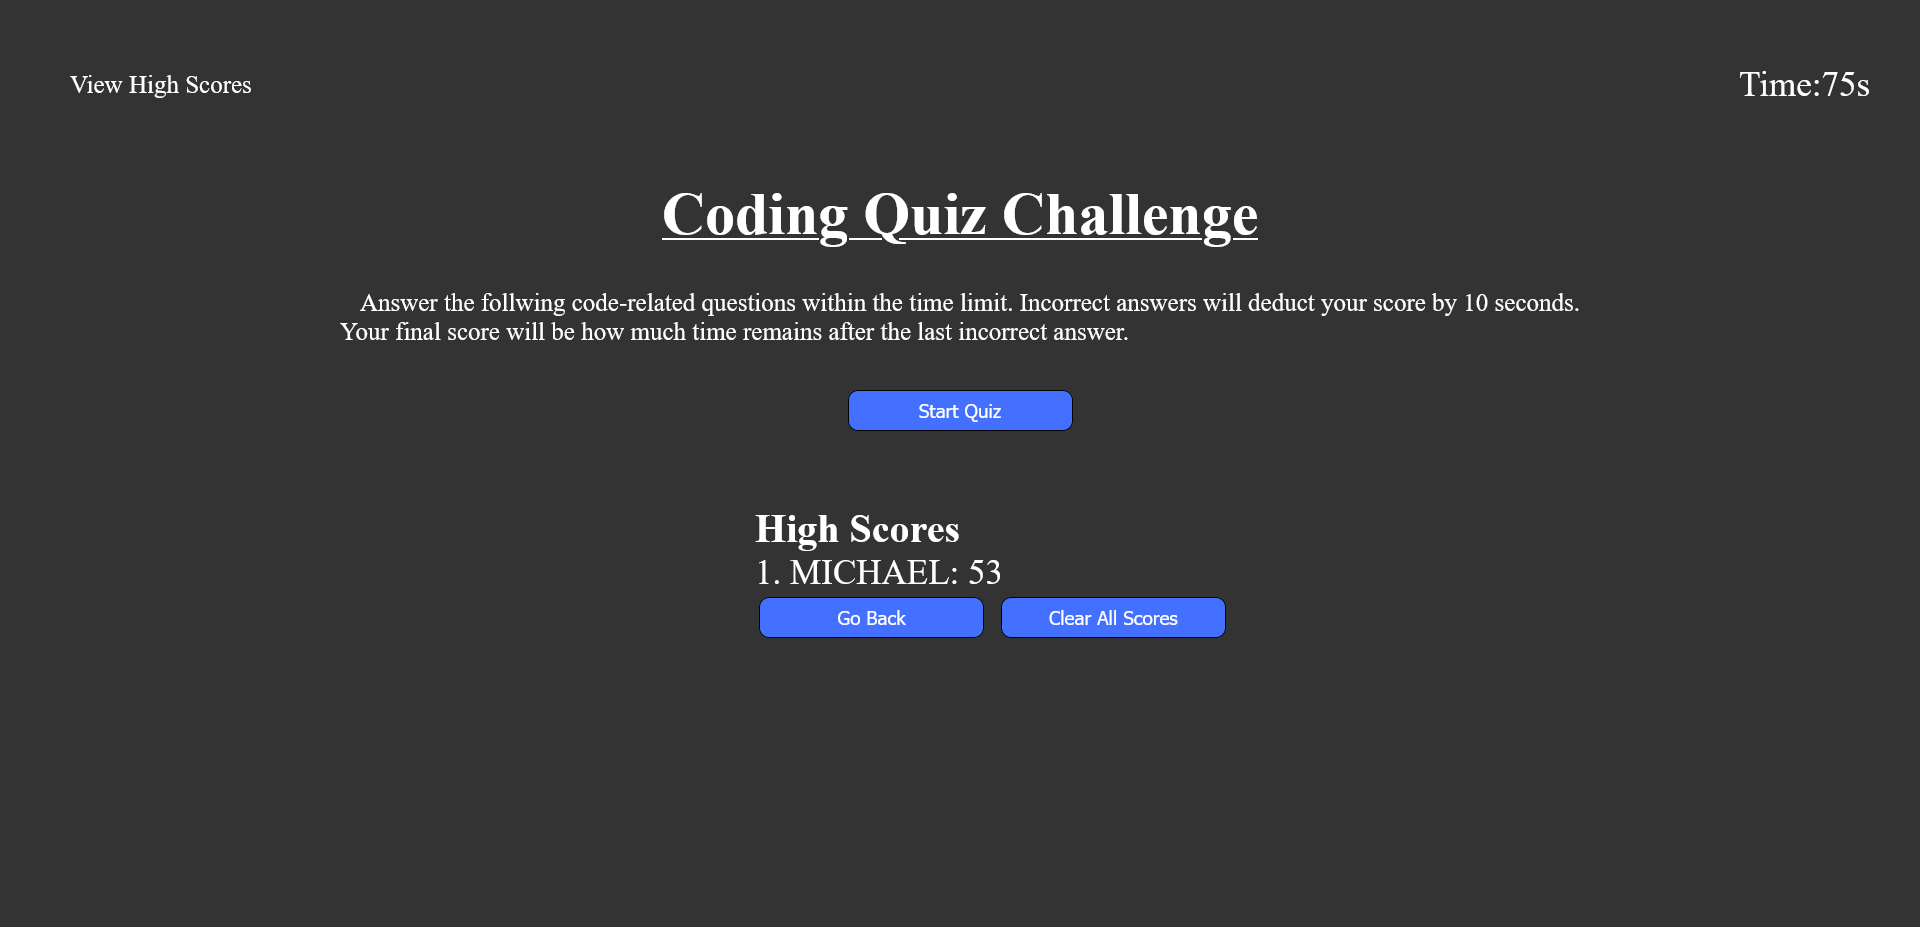 View High Scores
Time:75s
Coding Quiz Challenge
Answer the follwing code-related questions within the time limit. Incorrect answers will deduct your score by 10 seconds.
Your final score will be how much time remains after the last incorrect answer.
Start Quiz
High Scores
1. MICHAEL: 53
Go Back
Clear All Scores